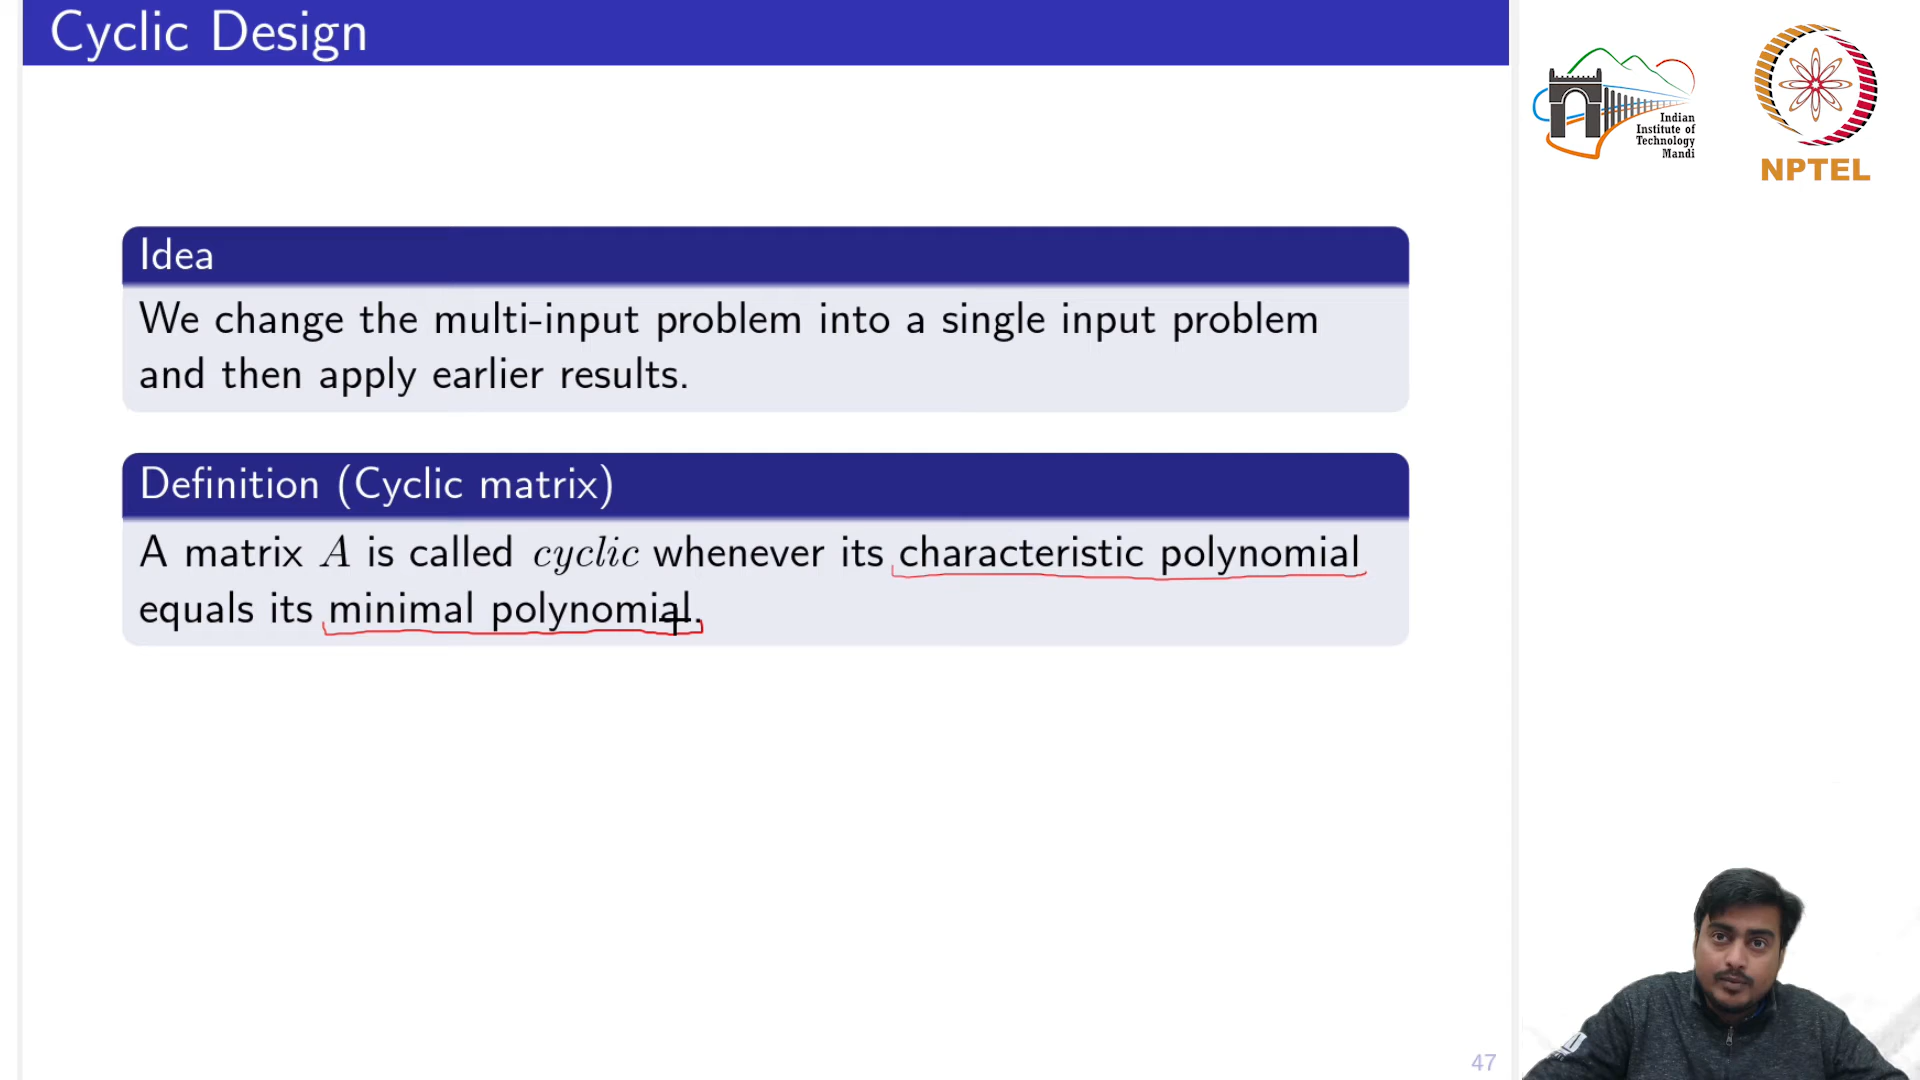 Cyclic Design
Idea
We change the multi-input problem into a single input problem
and then apply earlier results.
Definition (Cyclic matrix)
A matrix A is called cyclic whenever its characteristic polynomial
equals its minimal polynomial.
47
Indian
Institute of
Technology
Mandi
NPTEL